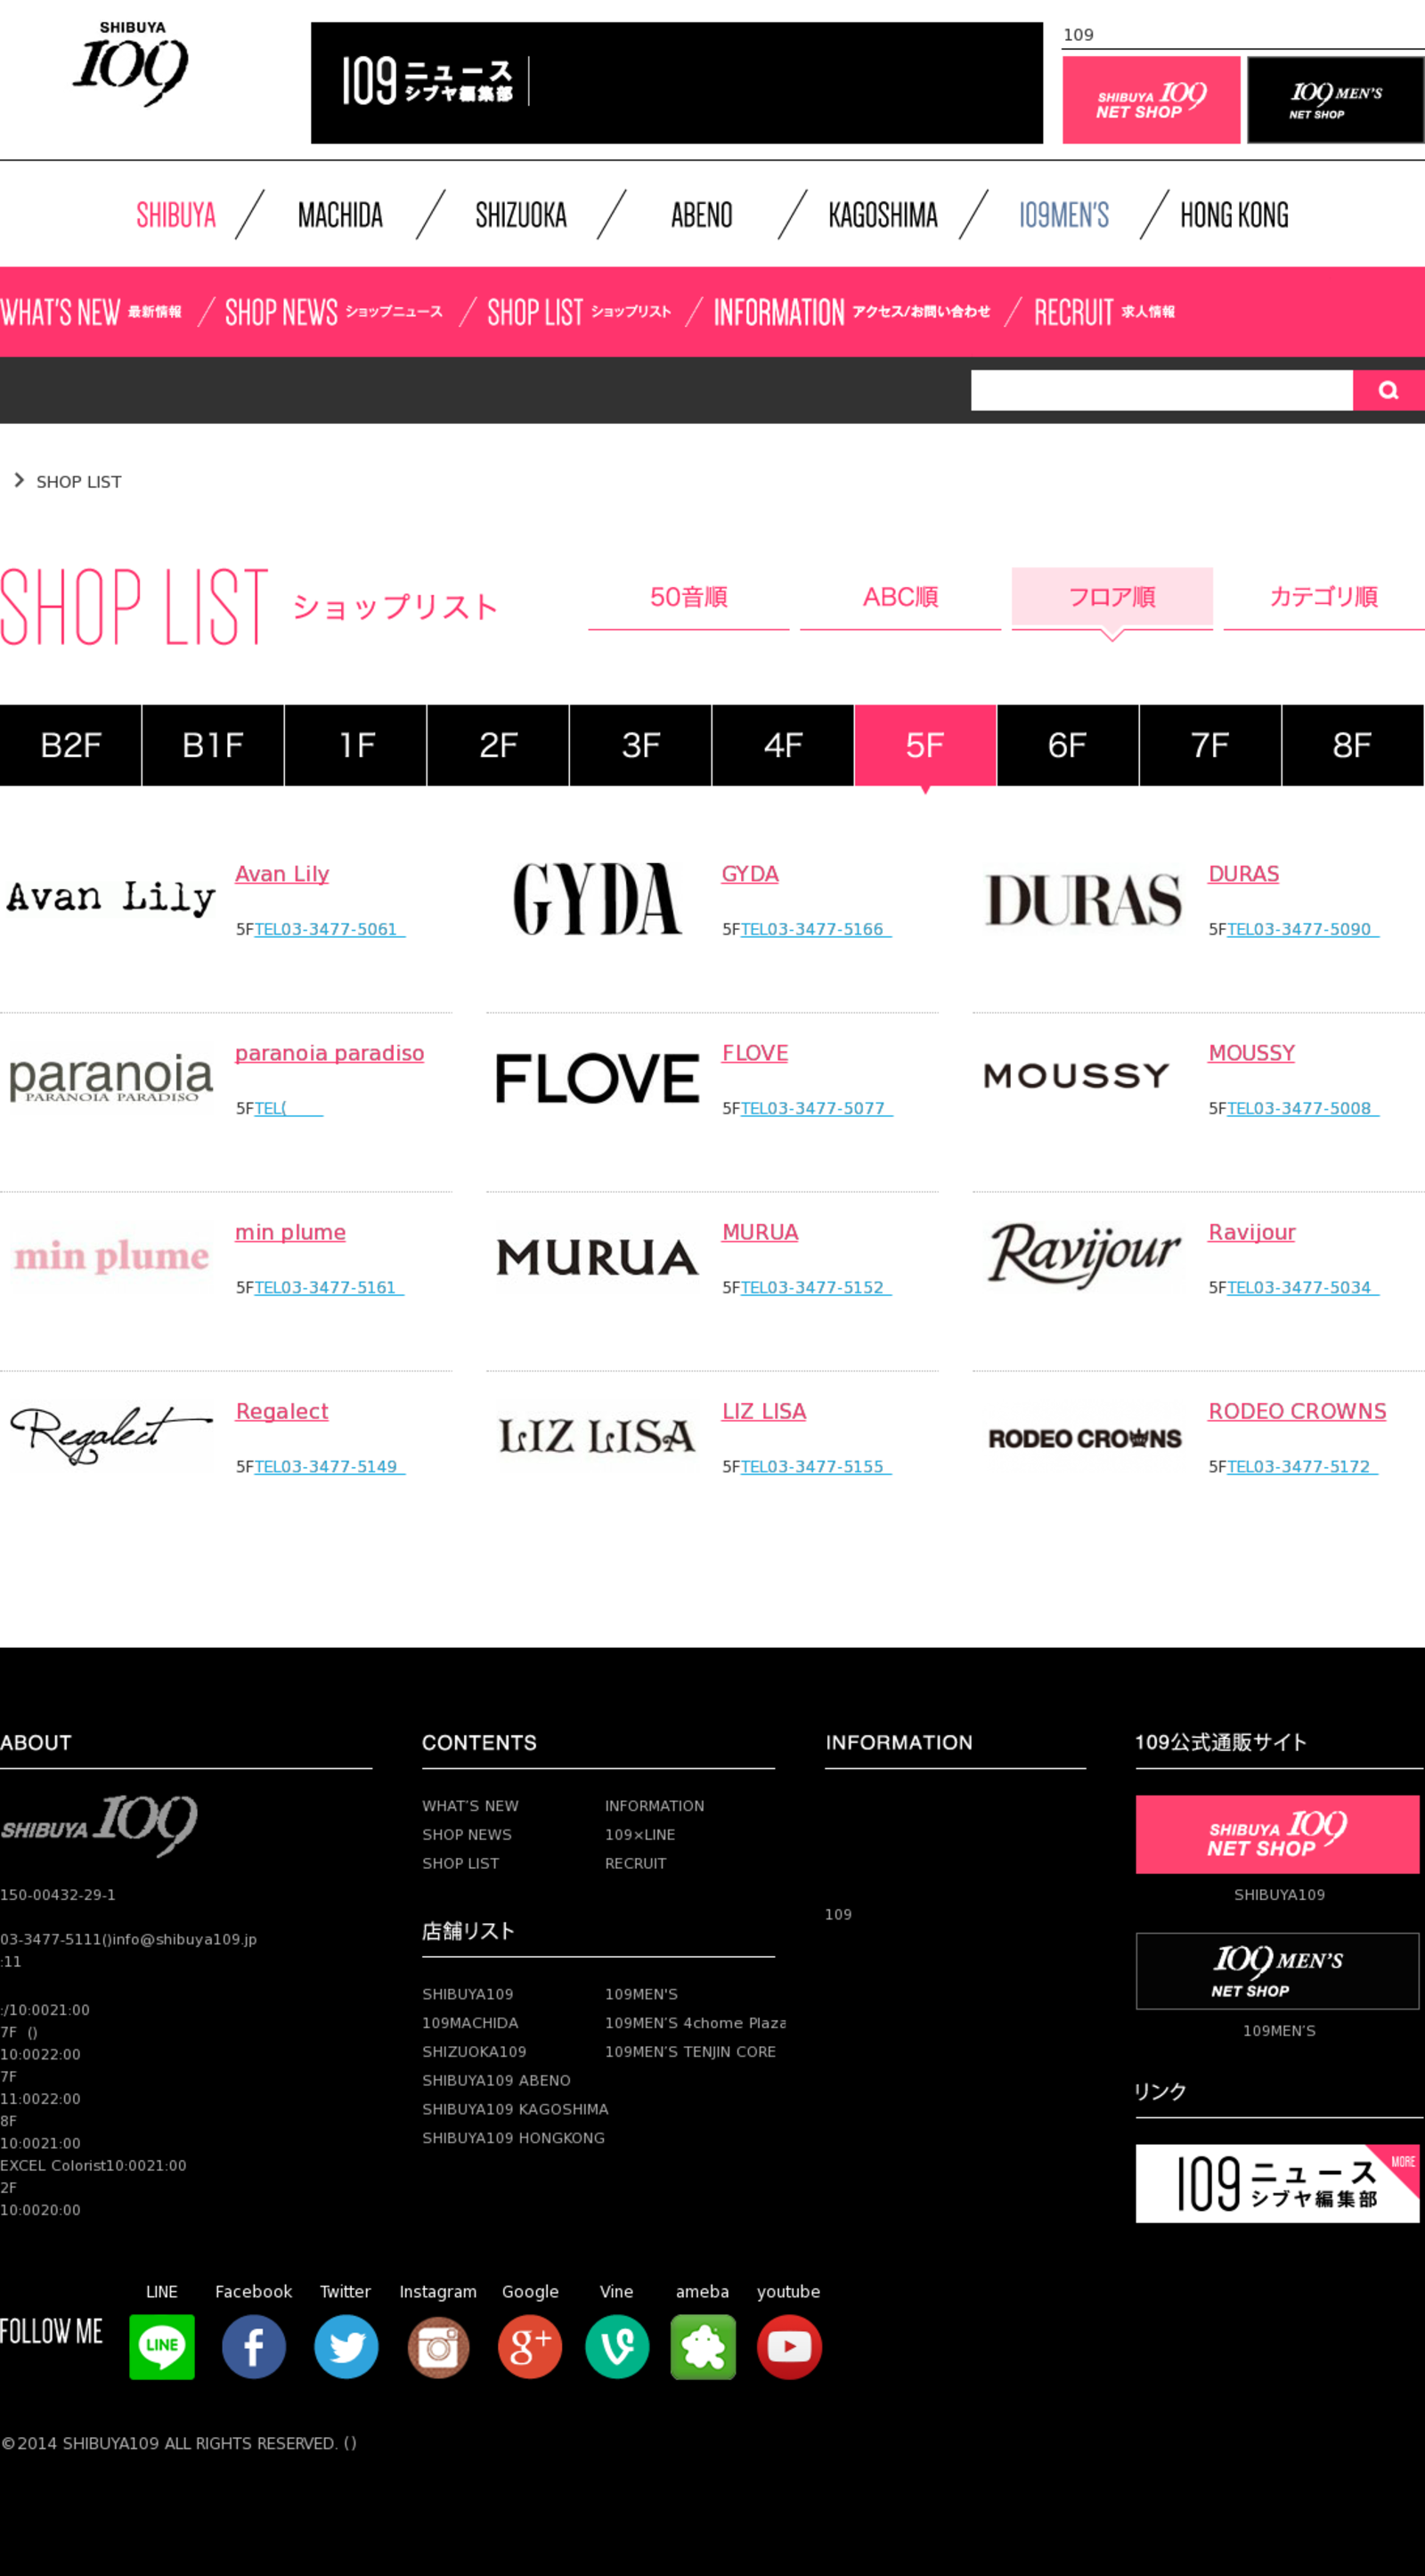 SHIBUYA
109
109ニュース
シブヤ編集部
109
SHIBUYA 109
NET SHOP
109 MEN'S
NET SHOP
SHIBUYA
MACHIDA
SHIZUOKA
ABENO
KAGOSHIMA
109MEN'S
HONG KONG
WHAT'S NEW 最新情報
SHOP NEWS ショップニュース
SHOP LIST ショップリスト
INFORMATION アクセス/お問い合わせ
RECRUIT 求人情報
SHOP LIST
SHOP LIST ショップリスト
50音順
ABC順
フロア順
カテゴリ順
B2F
B1F
1F
2F
3F
4F
5F
6F
7F
8F
Avan Lily
Avan Lily
5FTEL03-3477-5061
GYDA
GYDA
5FTEL03-3477-5166
DURAS
DURAS
5FTEL03-3477-5090
paranoia
PARANOIA PARADISO
paranoia paradiso
5FTEL(
FLOVE
FLOVE
5FTEL03-3477-5077
MOUSSY
MOUSSY
5FTEL03-3477-5008
min plume
min plume
5FTEL03-3477-5161
MURUA
MURUA
5FTEL03-3477-5152
Ravijour
Ravijour
5FTEL03-3477-5034
Regalect
Regalect
5FTEL03-3477-5149
LIZ LISA
LIZ LISA
5FTEL03-3477-5155
RODEO CROWNS
RODEO CROWNS
5FTEL03-3477-5172
ABOUT
SHIBUYA 109
150-00432-29-1
03-3477-5111()info@shibuya109.jp
:11
:/10:0021:00
7F ()
10:0022:00
7F
11:0022:00
8F
10:0021:00
EXCEL Colorist10:0021:00
2F
10:0020:00
CONTENTS
WHAT'S NEW
SHOP NEWS
SHOP LIST
INFORMATION
109×LINE
RECRUIT
店舗リスト
SHIBUYA109
109MACHIDA
SHIZUOKA109
SHIBUYA109 ABENO
SHIBUYA109 KAGOSHIMA
SHIBUYA109 HONGKONG
109MEN'S
109MEN'S 4chome Plaza
109MEN'S TENJIN CORE
INFORMATION
109
109公式通販サイト
SHIBUYA 109
NET SHOP
SHIBUYA109
109 MEN'S
NET SHOP
109MEN'S
リンク
109ニュース
シブヤ編集部
MORE
FOLLOW ME
LINE
Facebook
Twitter
Instagram
Google
Vine
ameba
youtube
LINE
f
g+
©2014 SHIBUYA109 ALL RIGHTS RESERVED. ()